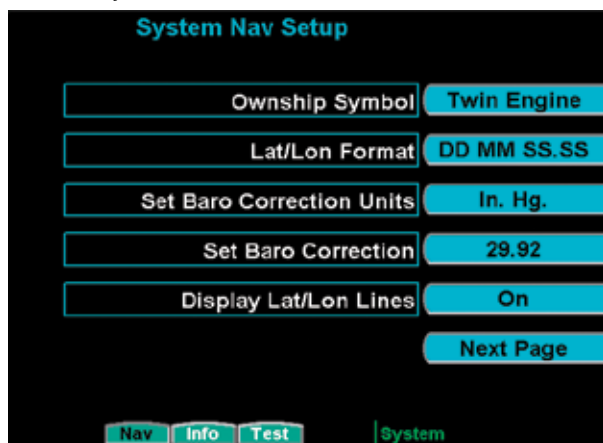 System Nav Setup
Ownship Symbol Twin Engine
Lat/Lon Format DD MM SS.SS
Set Baro Correction Units In. Hg.
Set Baro Correction 29.92
Display Lat/Lon Lines On
Next Page
Nav Info Test System